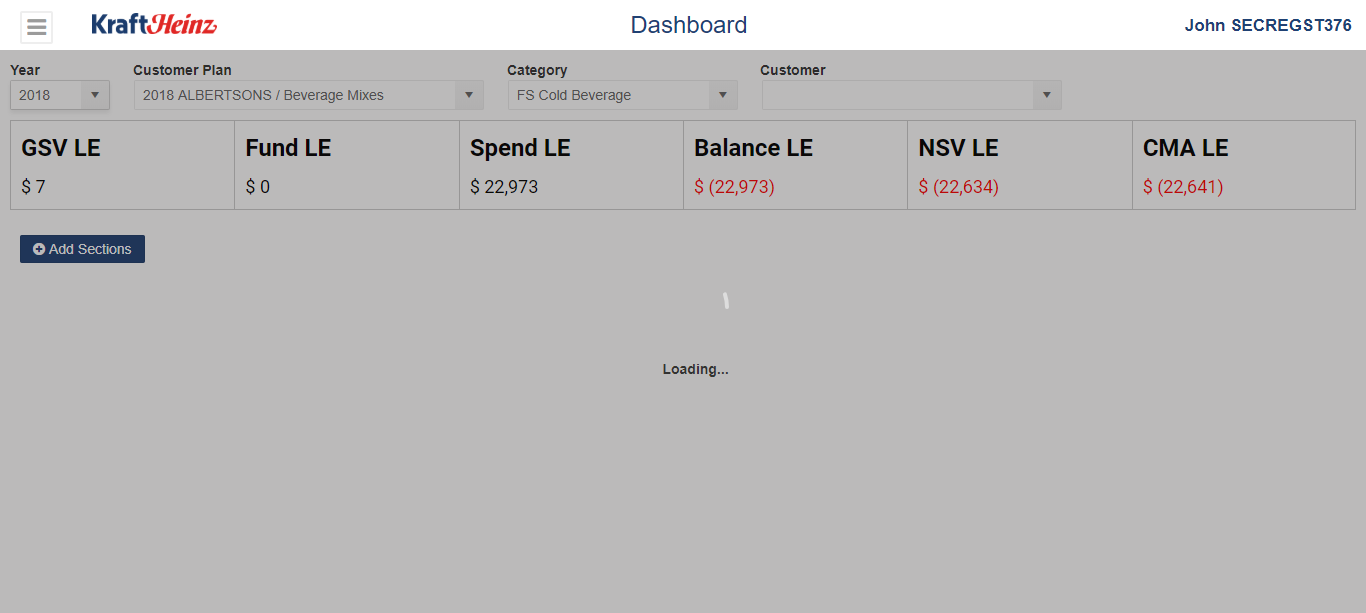 KraftHeinz Dashboard John SECREGST376
Year Customer Plan Category Customer
2018 2018 ALBERTSONS / Beverage Mixes FS Cold Beverage
GSV LE Fund LE Spend LE Balance LE NSV LE CMA LE
$ 7 $ 0 $ 22,973 $ (22,973) $ (22,634) $ (22,641)
Add Sections
Loading...